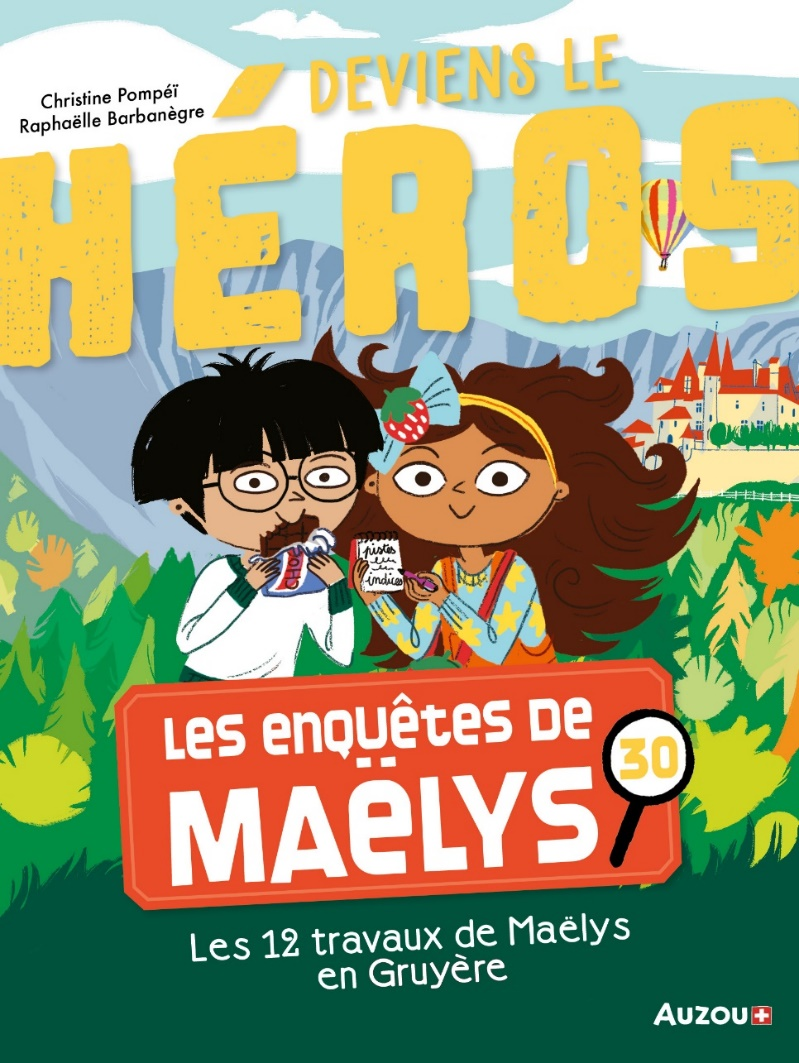 Christine Pompéï
Raphaëlle Barbanègre
DEVIENS LE
HÉROS
pistes
indices
Les enquêtes de
Maëlys
30
Les 12 travaux de Maëlys
en Gruyère
Auzou